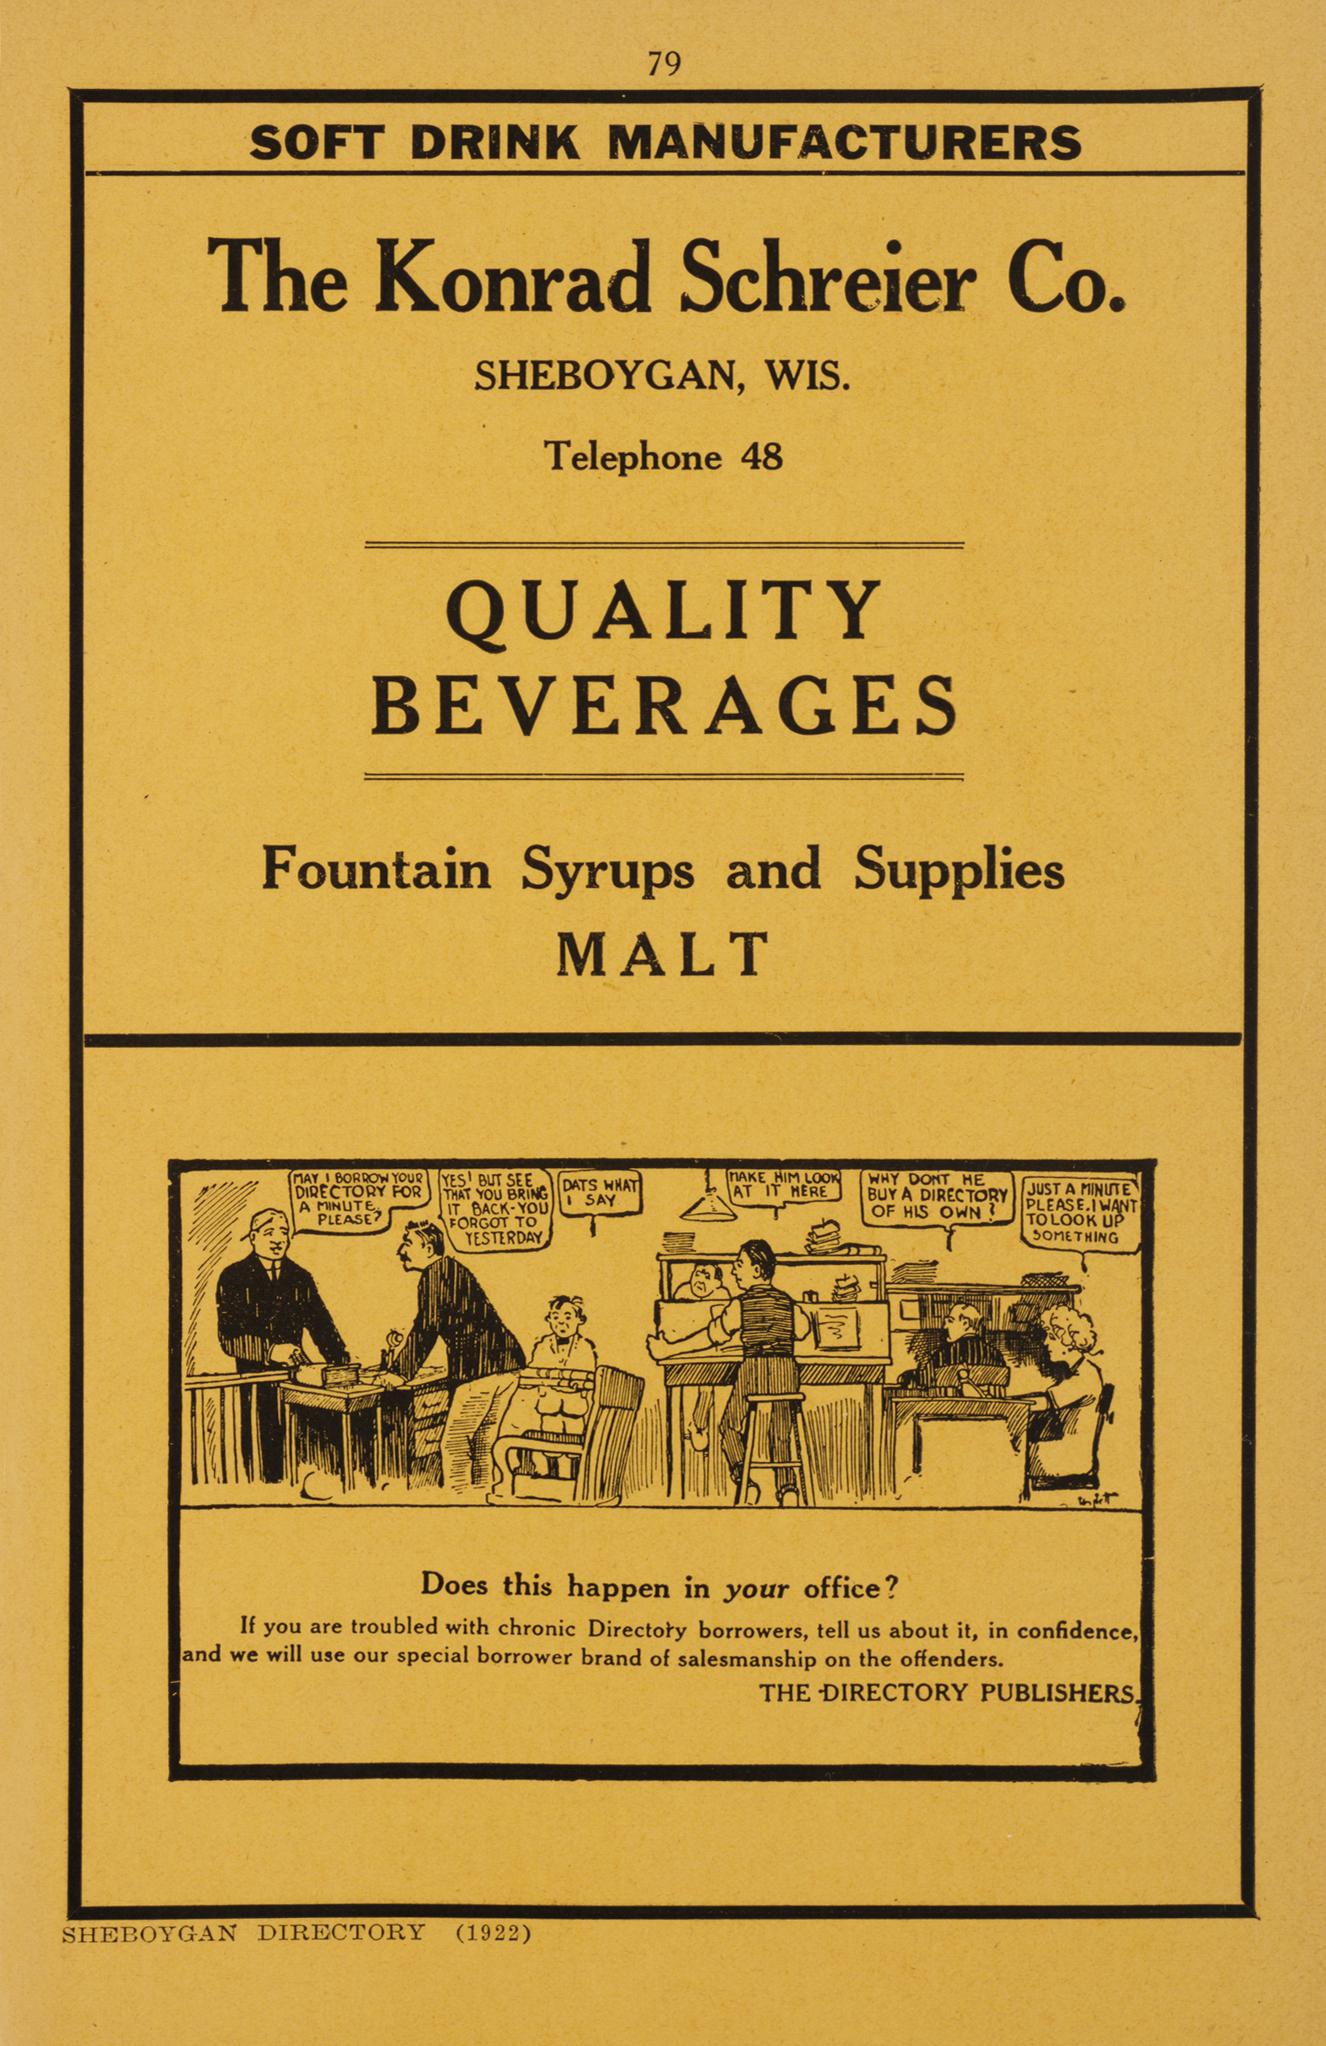 79
SOFT DRINK MANUFACTURERS
The Konrad Schreier Co.
SHEBOYGAN, WIS.
Telephone 48
QUALITY
BEVERAGES
Fountain Syrups and Supplies
MALT
MAY I BORROW YOUR
DIRECTORY FOR
A MINUTE,
PLEASE?
YES! BUT SEE
THAT YOU BRING
IT BACK-YOU
FORGOT TO
YESTERDAY
DATS WHAT
I SAY
MAKE HIM LOOK
AT IT HERE
WHY DONT HE
BUY A DIRECTORY
OF HIS OWN?
JUST A MINUTE
PLEASE. I WANT
TO LOOK UP
SOMETHING
Does this happen in your office?
If you are troubled with chronic Directory borrowers, tell us about it, in confidence,
and we will use our special borrower brand of salesmanship on the offenders.
THE DIRECTORY PUBLISHERS.
SHEBOYGAN DIRECTORY (1922)